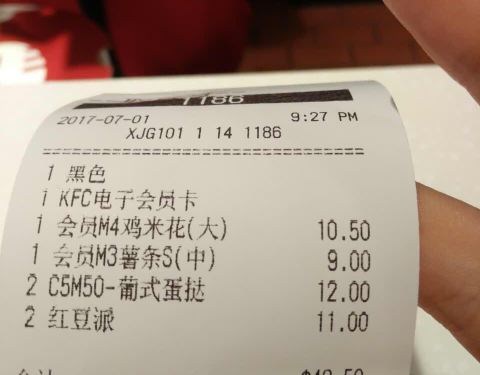 1186
2017-07-01 9:27 PM
XJG101 1 14 1186
1 黑色
1 KFC电子会员卡
1 会员M4鸡米花(大) 10.50
1 会员M3薯条S(中) 9.00
2 C5M50-葡式蛋挞 12.00
2 红豆派 11.00